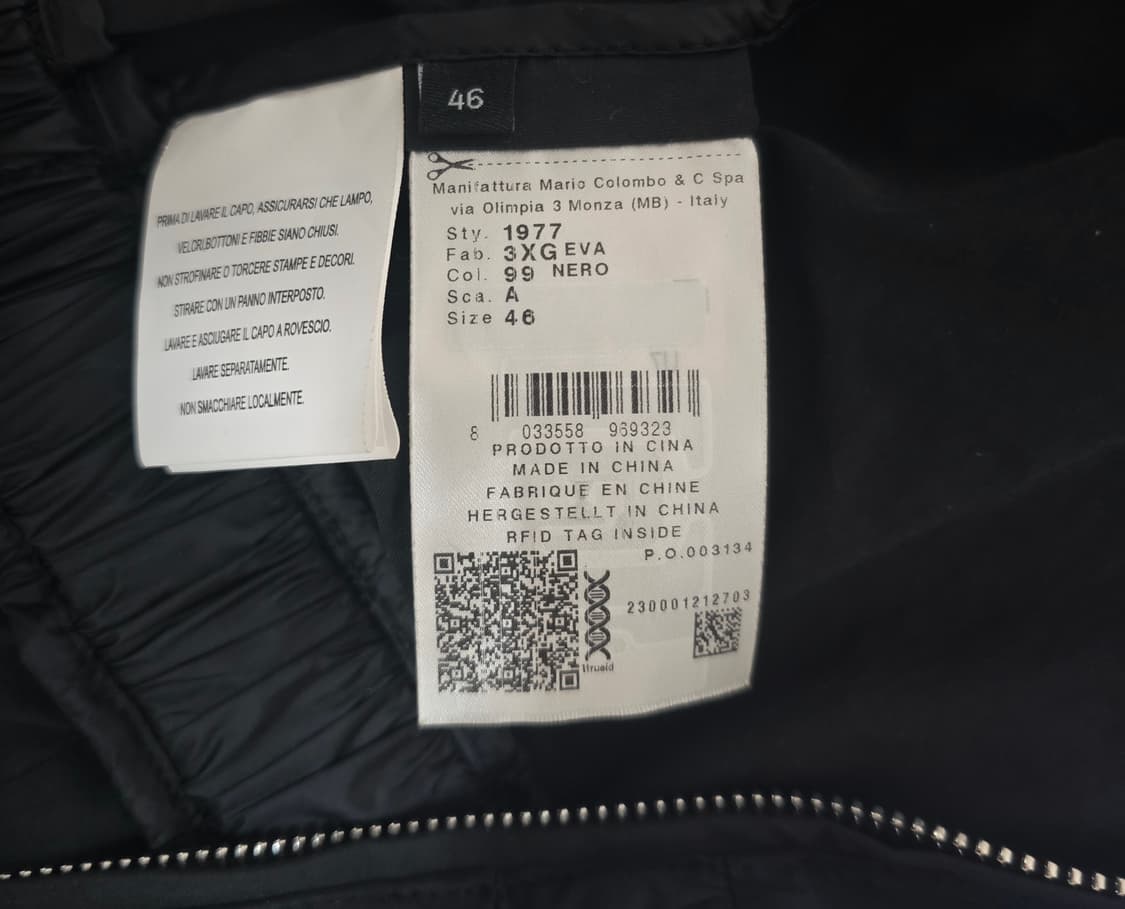 PRIMA DI LAVARE IL CAPO, ASSICURARSI CHE LAMPO,
VELCRI,BOTTONI E FIBBIE SIANO CHIUSI.
NON STROFINARE O TORCERE STAMPE E DECORI.
STIRARE CON UN PANNO INTERPOSTO.
LAVARE E ASCIUGARE IL CAPO A ROVESCIO.
LAVARE SEPARATAMENTE.
NON SMACCHIARE LOCALMENTE.
46
Manifattura Mario Colombo & C Spa
via Olimpia 3 Monza (MB) - Italy
Sty. 1977
Fab. 3XG EVA
Col. 99 NERO
Sca. A
Size 46
8 033558 969323
PRODOTTO IN CINA
MADE IN CHINA
FABRIQUE EN CHINE
HERGESTELLT IN CHINA
RFID TAG INSIDE
P.O.003134
230001212703